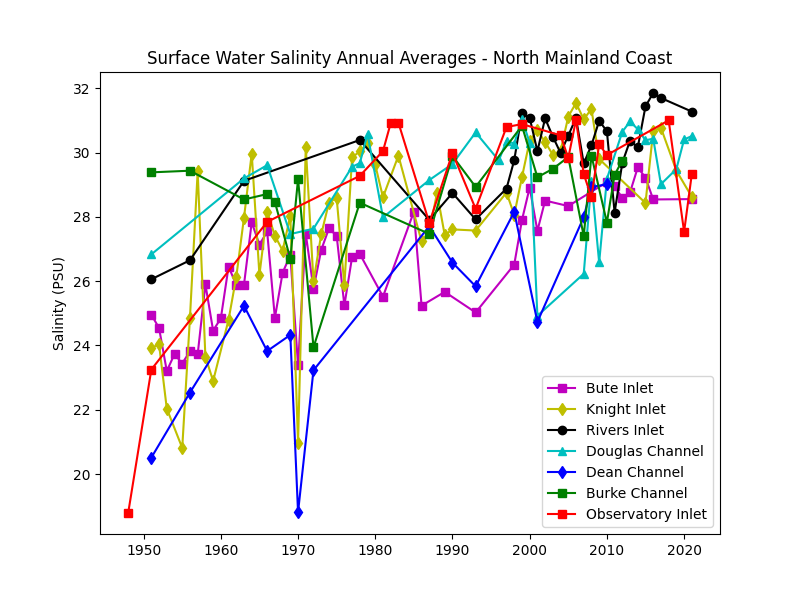 Surface Water Salinity Annual Averages - North Mainland Coast
32
30
28
26
24
22
20
Salinity (PSU)
1950 1960 1970 1980 1990 2000 2010 2020
Bute Inlet
Knight Inlet
Rivers Inlet
Douglas Channel
Dean Channel
Burke Channel
Observatory Inlet